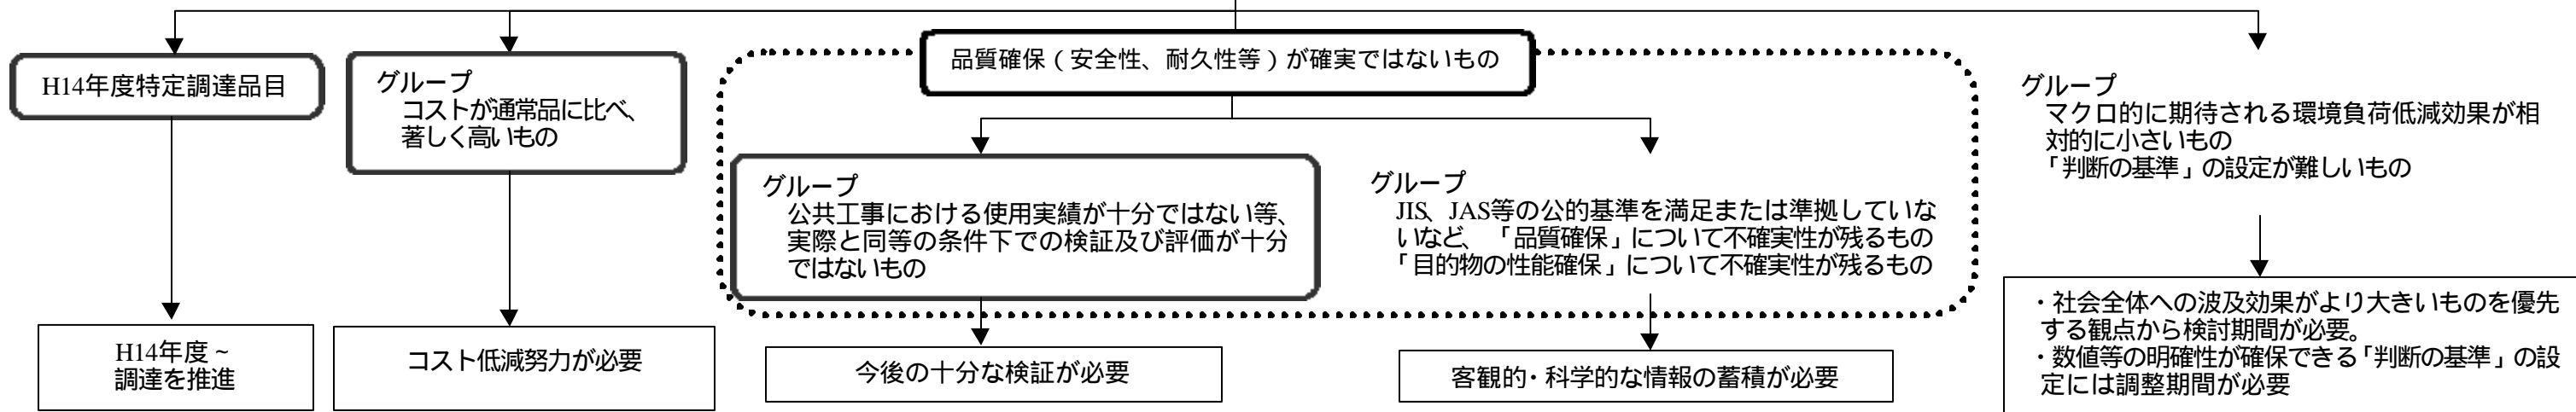 H14年度特定調達品目
グループ
コストが通常品に比べ、
著しく高いもの
品質確保（安全性、耐久性等）が確実ではないもの
グループ
公共工事における使用実績が十分ではない等、
実際と同等の条件下での検証及び評価が十分
ではないもの
グループ
JIS、JAS等の公的基準を満足または準拠していな
いなど、「品質確保」について不確実性が残るもの
「目的物の性能確保」について不確実性が残るもの
グループ
マクロ的に期待される環境負荷低減効果が相
対的に小さいもの
「判断の基準」の設定が難しいもの
H14年度～
調達を推進
コスト低減努力が必要
今後の十分な検証が必要
客観的・科学的な情報の蓄積が必要
・社会全体への波及効果がより大きいものを優先
する観点から検討期間が必要。
・数値等の明確性が確保できる「判断の基準」の設
定には調整期間が必要